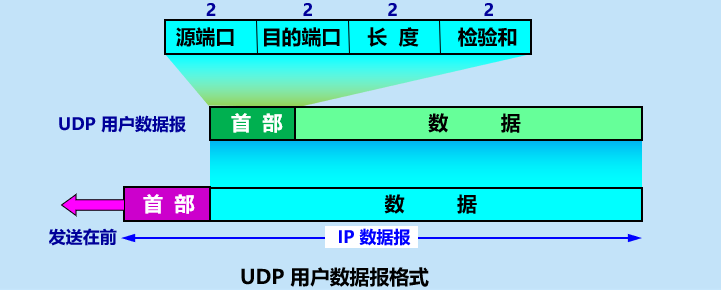 2 2 2 2
源端口 目的端口 长 度 检验和
UDP 用户数据报 首 部 数 据
首 部 数 据
发送在前 IP 数据报
UDP 用户数据报格式